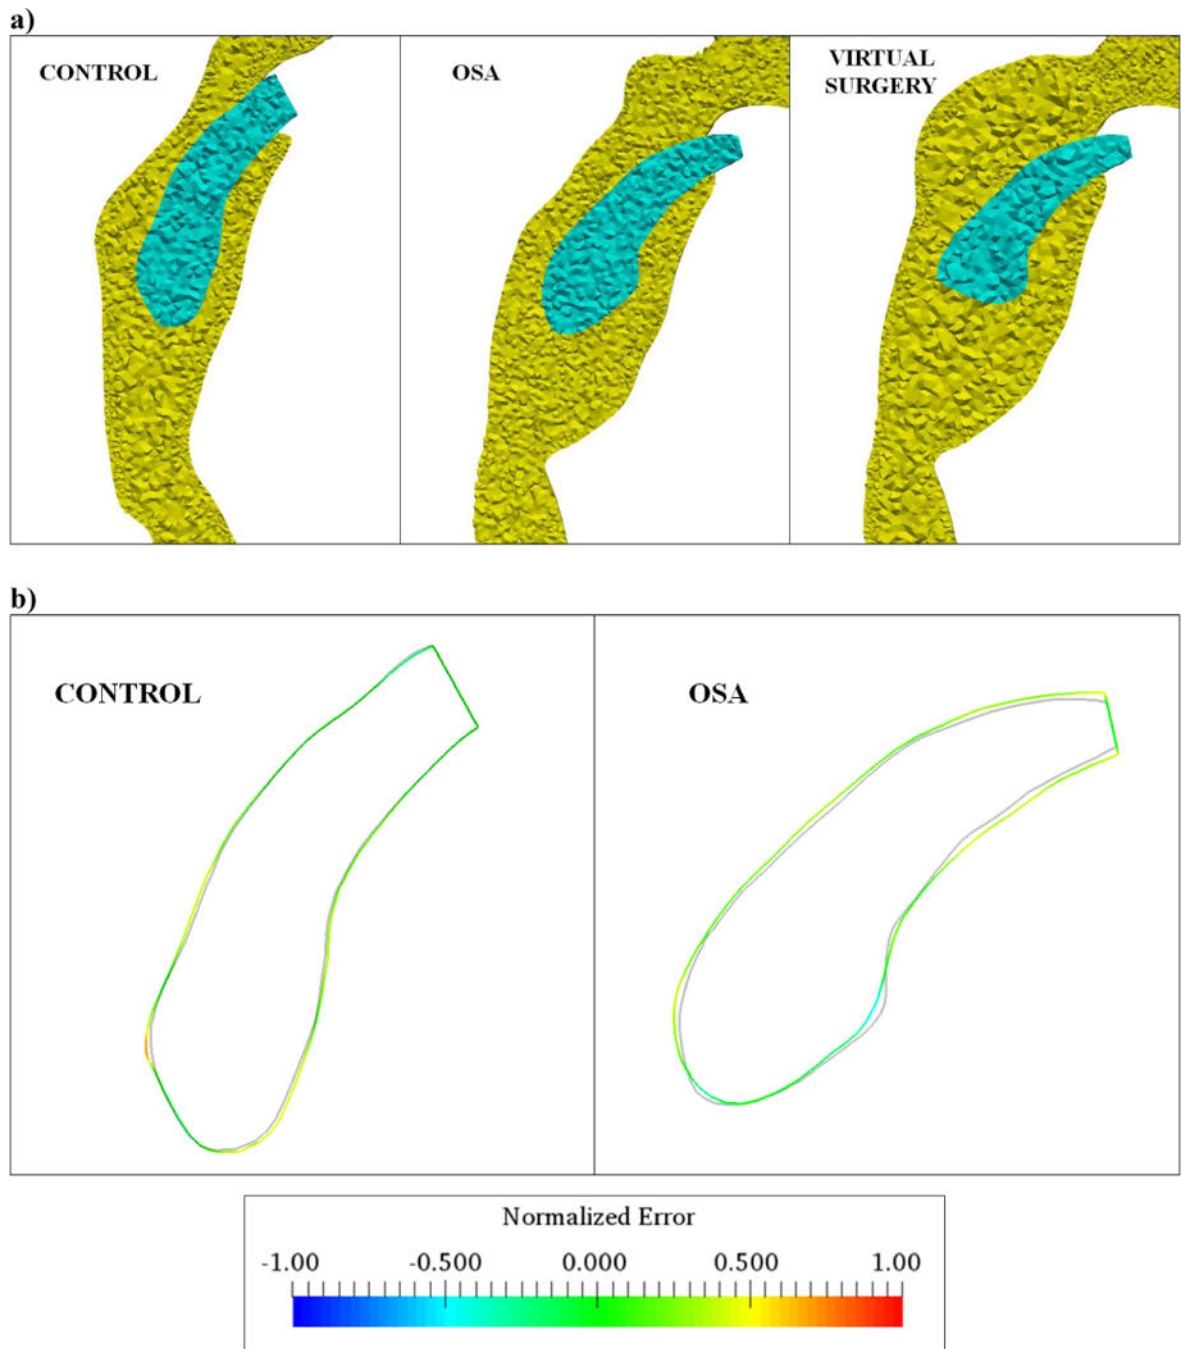 a)
CONTROL
OSA
VIRTUAL
SURGERY
b)
CONTROL
OSA
Normalized Error
-1.00 -0.500 0.000 0.500 1.00